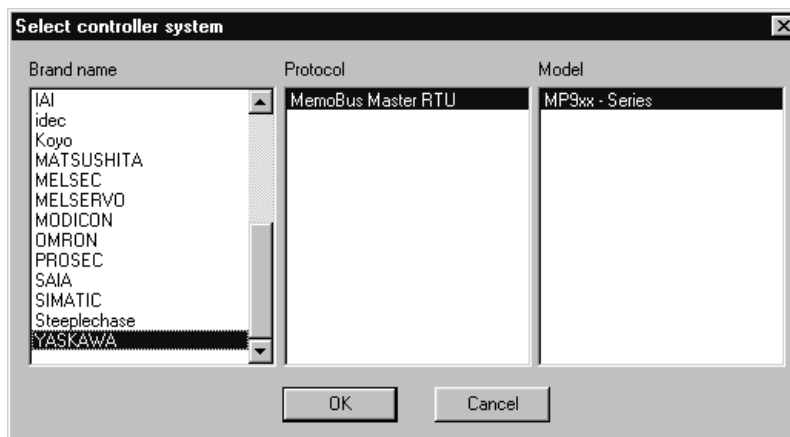 Select controller system
Brand name
Protocol
Model
IAI
idec
Koyo
MATSUSHITA
MELSEC
MELSERVO
MODICON
OMRON
PROSEC
SAIA
SIMATIC
Steeplechase
YASKAWA
MemoBus Master RTU
MP9xx - Series
OK
Cancel